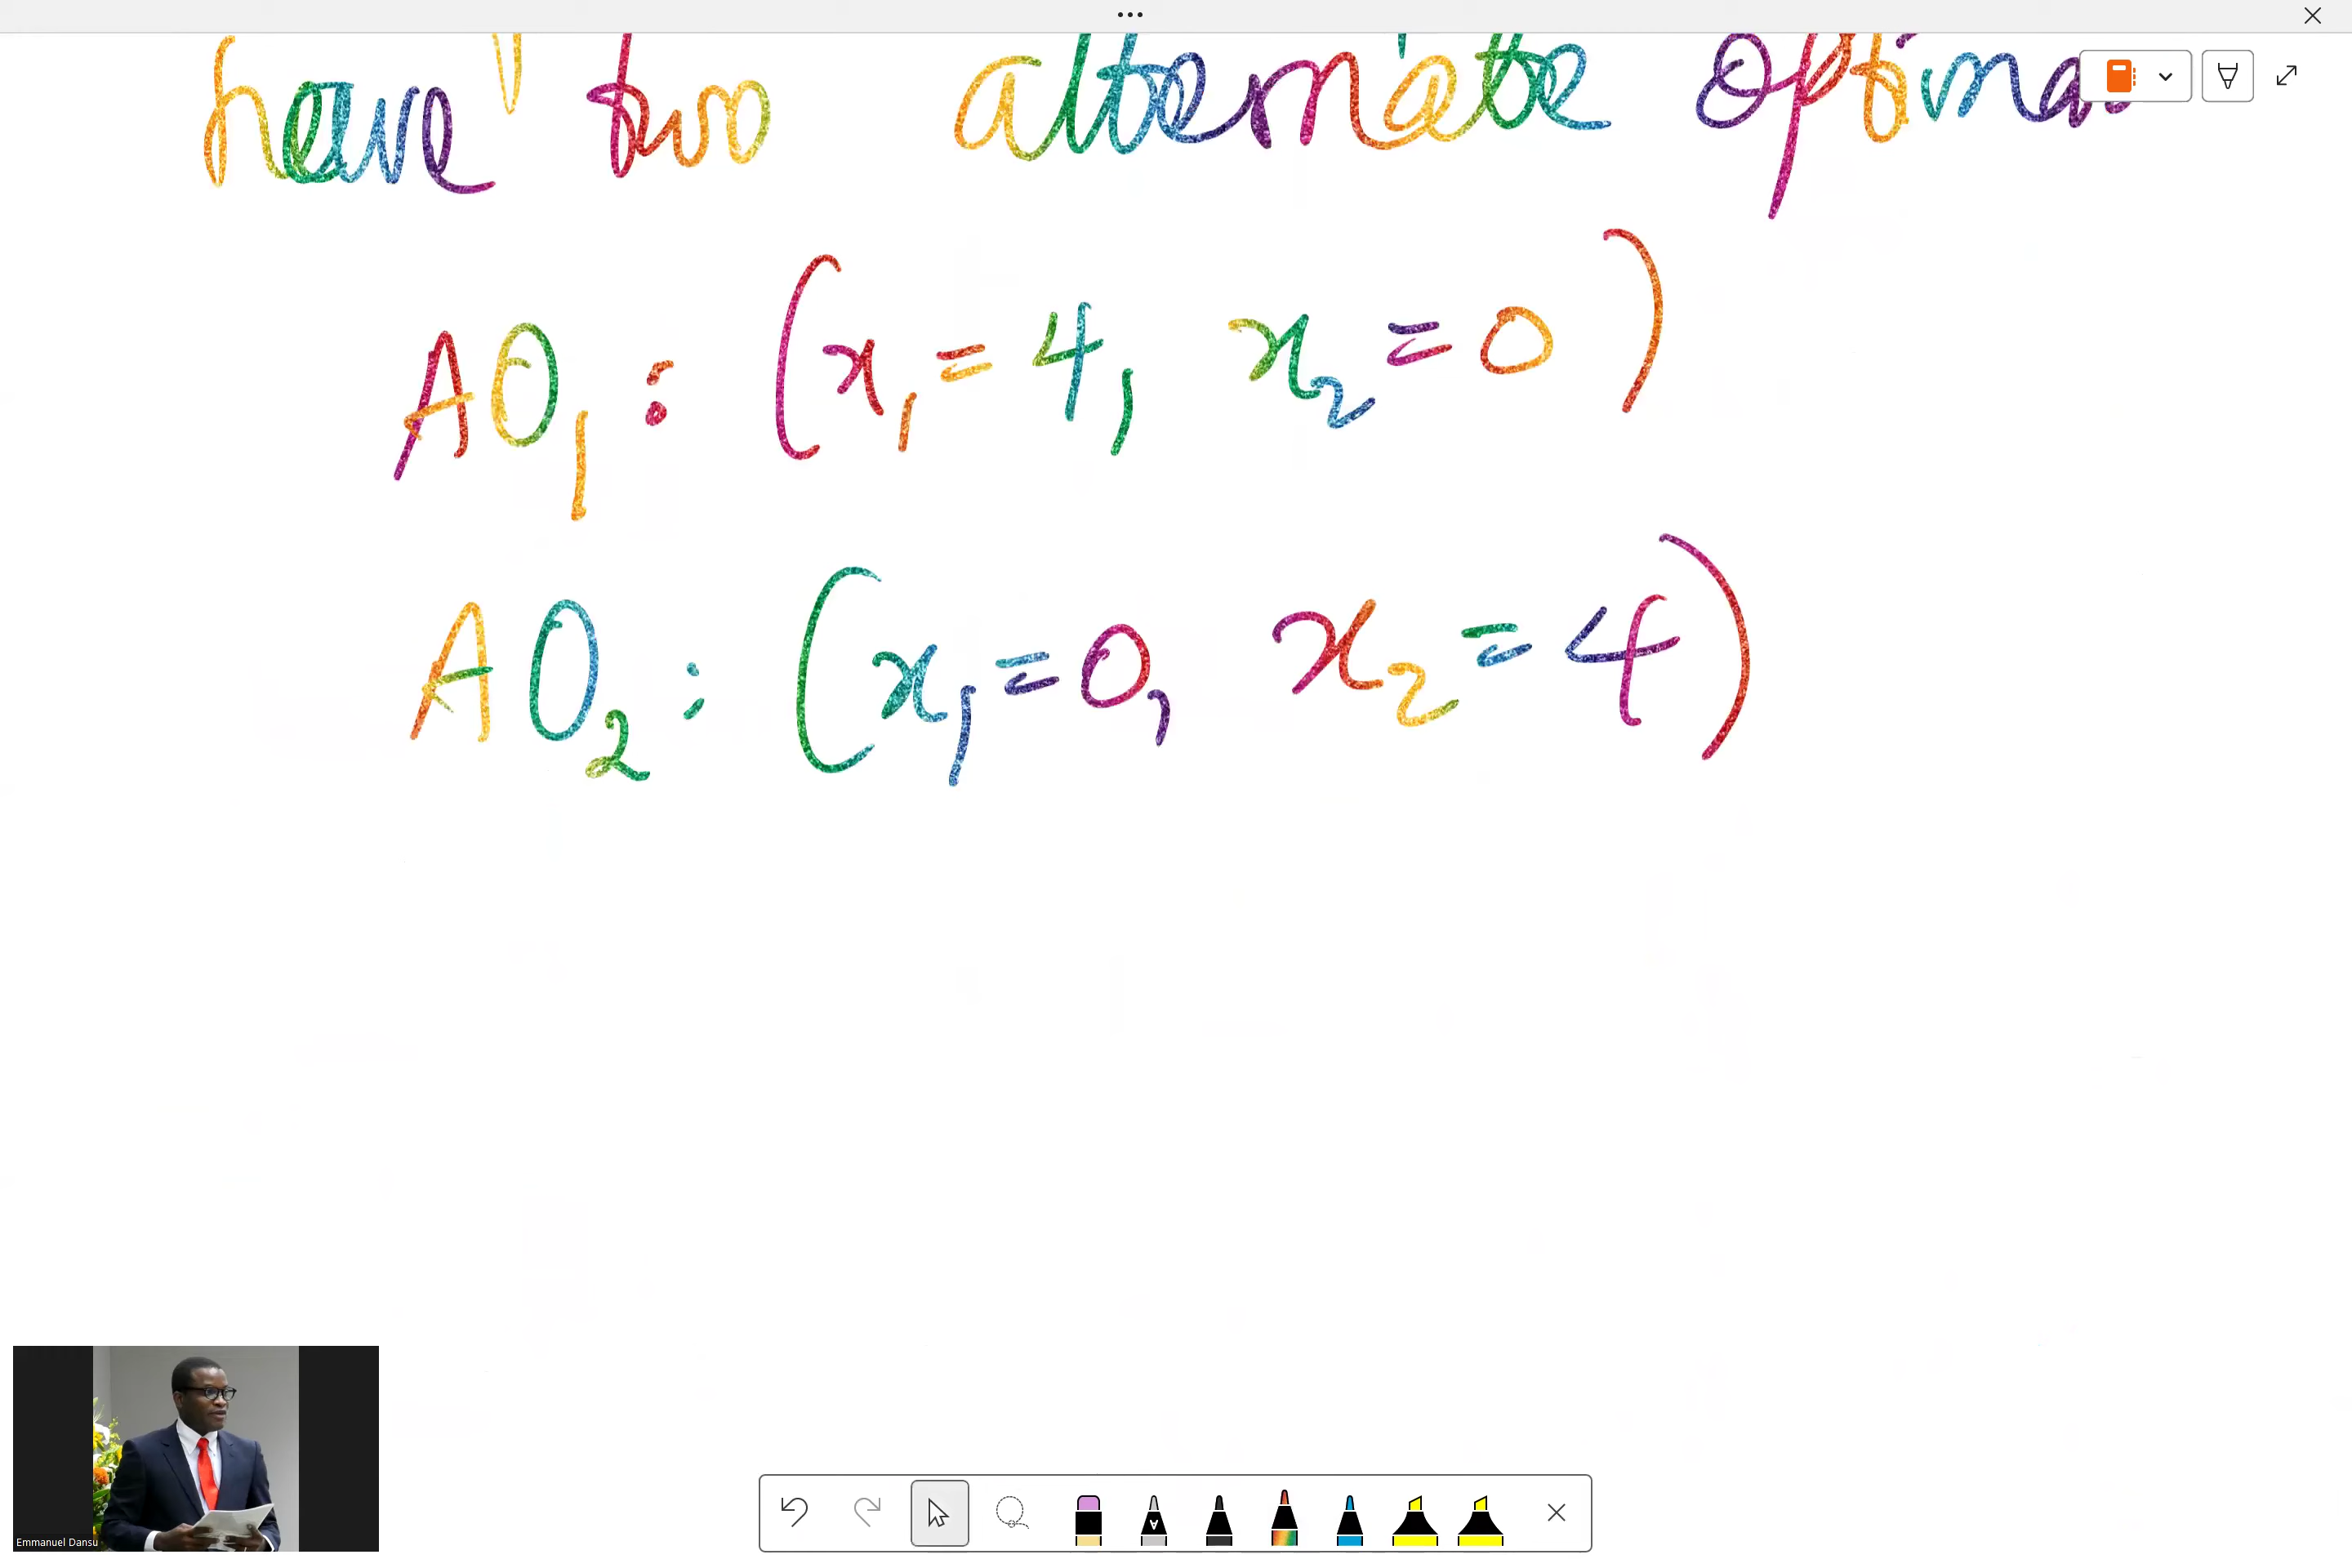 have two alternate optima
AO₁ : (x₁ = 4, x₂ = 0)
AO₂ : (x₁ = 0, x₂ = 4)
Emmanuel Dansu